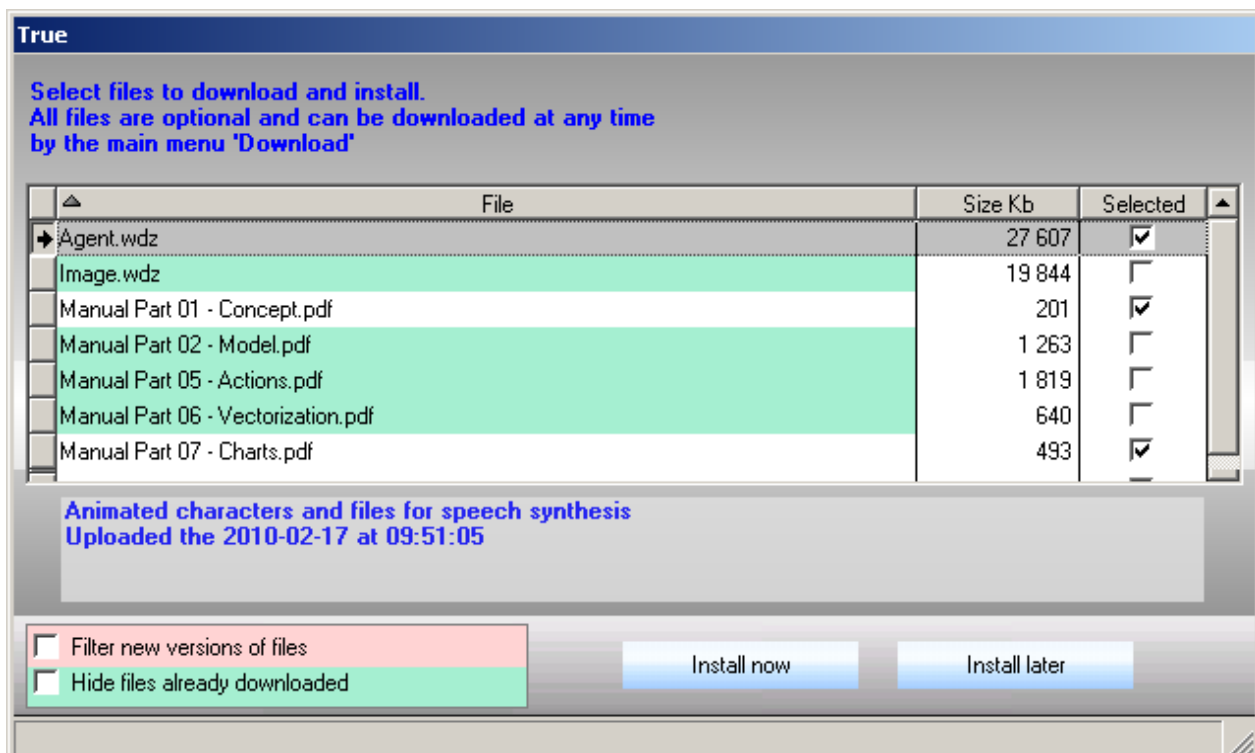 True
Select files to download and install.
All files are optional and can be downloaded at any time
by the main menu 'Download'
File Size Kb Selected
Agent.wdz 27 607
Image.wdz 19 844
Manual Part 01 - Concept.pdf 201
Manual Part 02 - Model.pdf 1 263
Manual Part 05 - Actions.pdf 1 819
Manual Part 06 - Vectorization.pdf 640
Manual Part 07 - Charts.pdf 493
Animated characters and files for speech synthesis
Uploaded the 2010-02-17 at 09:51:05
Filter new versions of files
Hide files already downloaded
Install now Install later